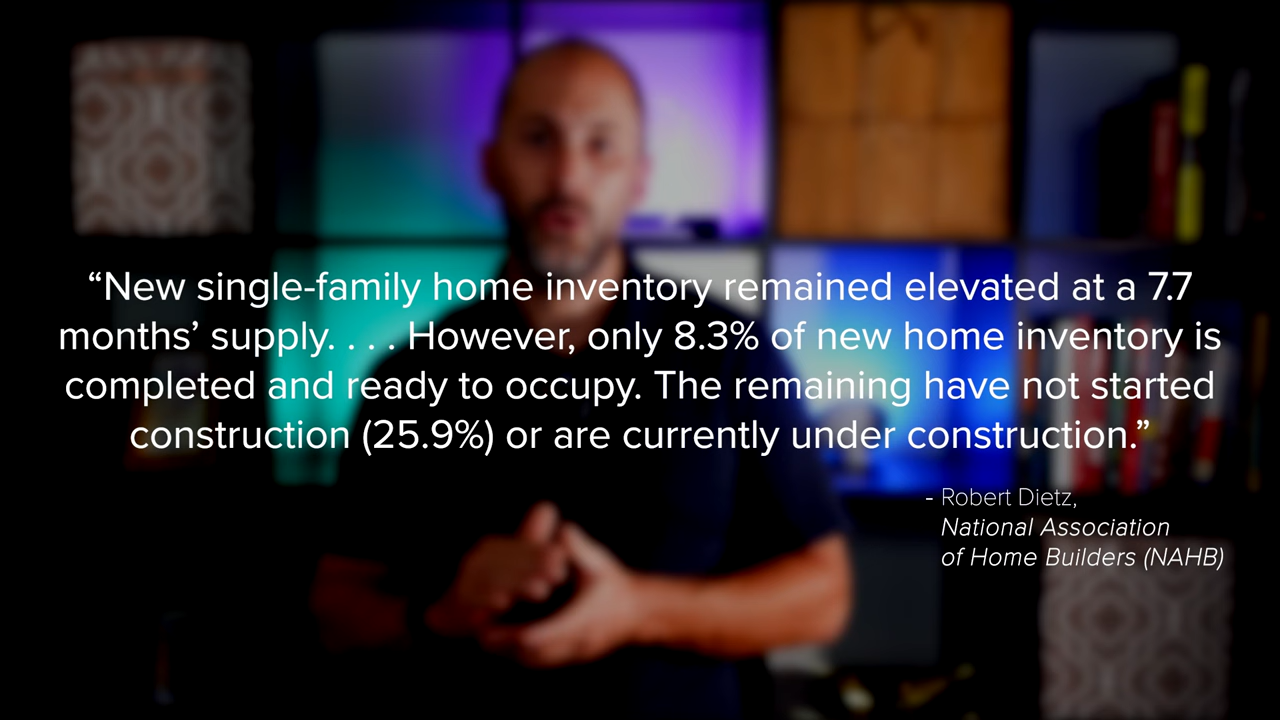 “New single-family home inventory remained elevated at a 7.7
months’ supply. . . . However, only 8.3% of new home inventory is
completed and ready to occupy. The remaining have not started
construction (25.9%) or are currently under construction.”
- Robert Dietz,
National Association
of Home Builders (NAHB)